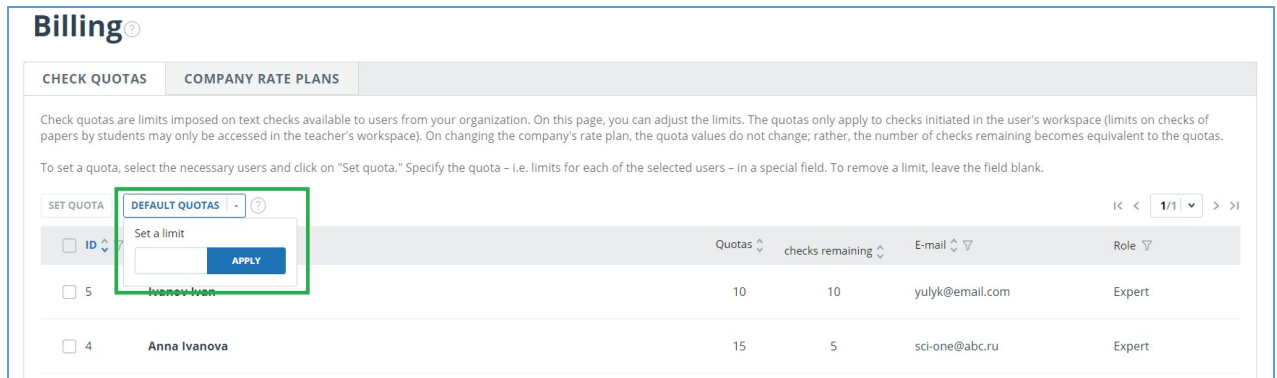 Billing
CHECK QUOTAS COMPANY RATE PLANS
Check quotas are limits imposed on text checks available to users from your organization. On this page, you can adjust the limits. The quotas only apply to checks initiated in the user's workspace (limits on checks of
papers by students may only be accessed in the teacher's workspace). On changing the company's rate plan, the quota values do not change; rather, the number of checks remaining becomes equivalent to the quotas.
To set a quota, select the necessary users and click on "Set quota." Specify the quota – i.e. limits for each of the selected users – in a special field. To remove a limit, leave the field blank.
SET QUOTA DEFAULT QUOTAS - ? 1/1
Set a limit
APPLY
ID Quotas checks remaining E-mail Role
5 Ivanov Ivan 10 10 yulyk@email.com Expert
4 Anna Ivanova 15 5 sci-one@abc.ru Expert